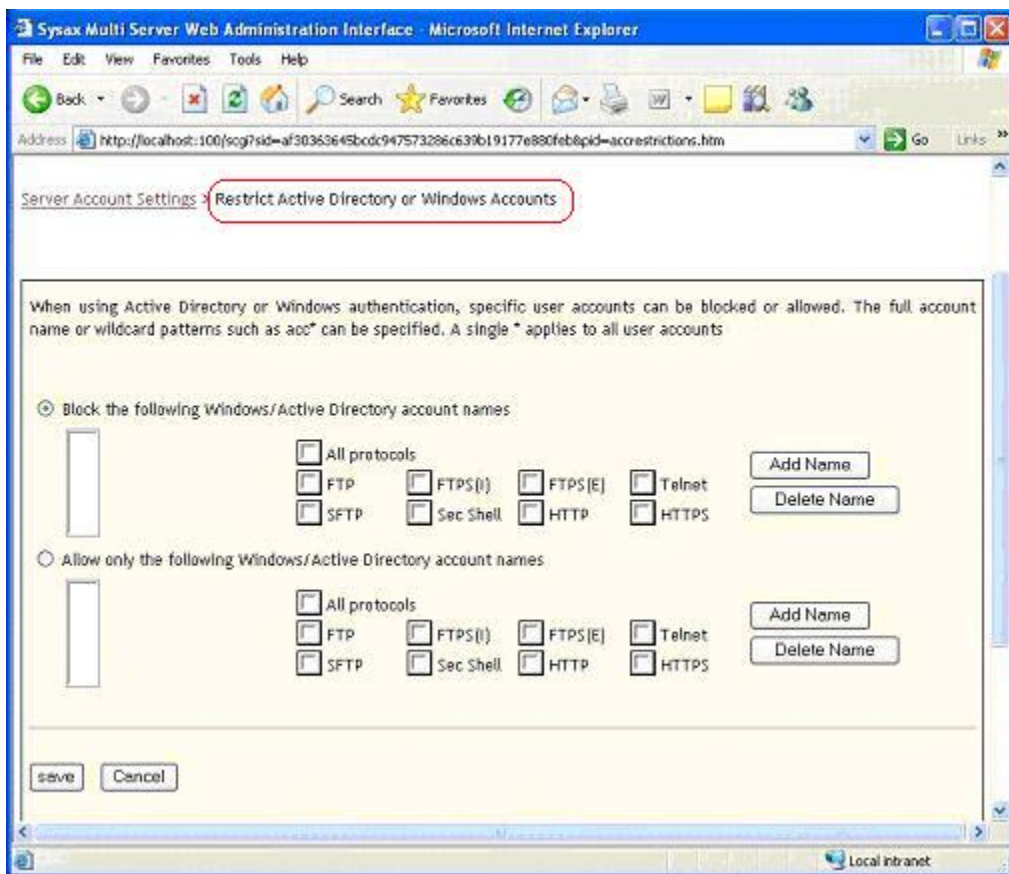 Sysax Multi Server Web Administration Interface - Microsoft Internet Explorer
File Edit View Favorites Tools Help
Back Search Favorites
Address http://localhost:100/scgi?sid=af30363645bcdc947573286c639b19177e880feb&pid=accrestrictions.htm Go Links »
Server Account Settings > Restrict Active Directory or Windows Accounts
When using Active Directory or Windows authentication, specific user accounts can be blocked or allowed. The full account
name or wildcard patterns such as acc* can be specified. A single * applies to all user accounts
Block the following Windows/Active Directory account names
All protocols
FTP FTPS(I) FTPS(E) Telnet
SFTP Sec Shell HTTP HTTPS
Add Name
Delete Name
Allow only the following Windows/Active Directory account names
All protocols
FTP FTPS(I) FTPS(E) Telnet
SFTP Sec Shell HTTP HTTPS
Add Name
Delete Name
save Cancel
Local intranet